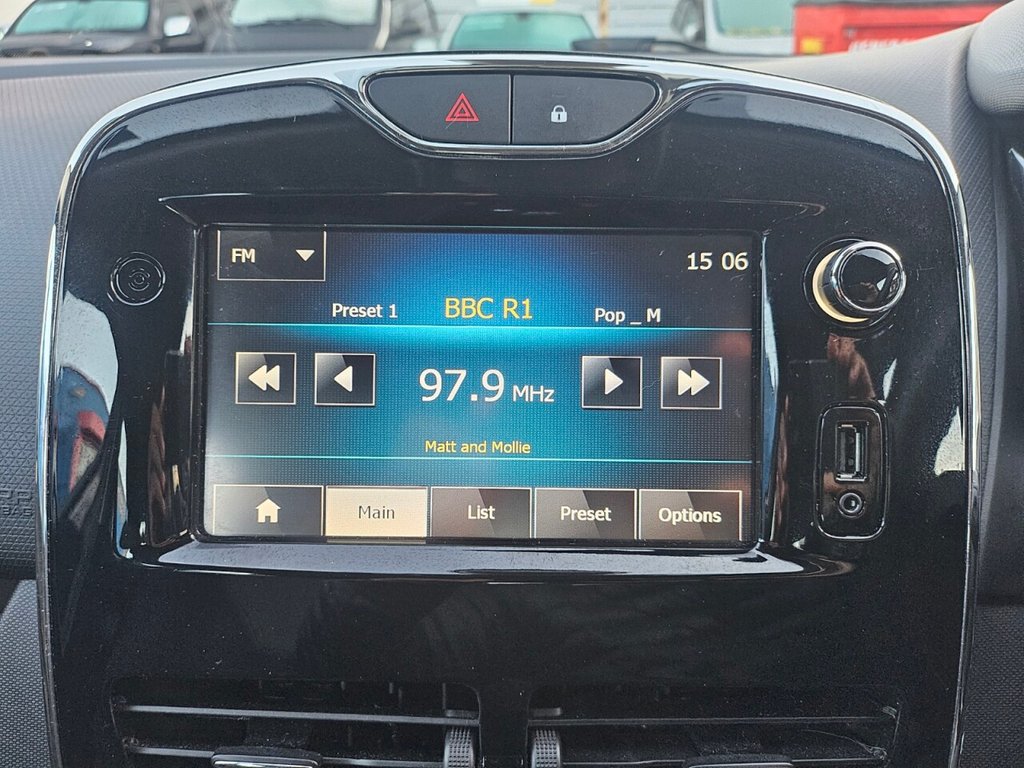 FM
15 06
Preset 1 BBC R1 Pop _ M
97.9 MHz
Matt and Mollie
Main List Preset Options